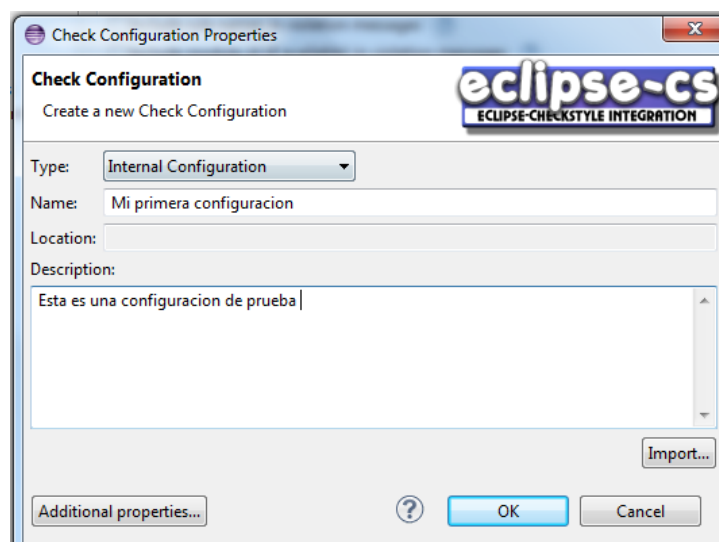 Check Configuration Properties
Check Configuration
Create a new Check Configuration
eclipse-cs
ECLIPSE-CHECKSTYLE INTEGRATION
Type: Internal Configuration
Name: Mi primera configuracion
Location:
Description:
Esta es una configuracion de prueba
Import...
Additional properties... ? OK Cancel